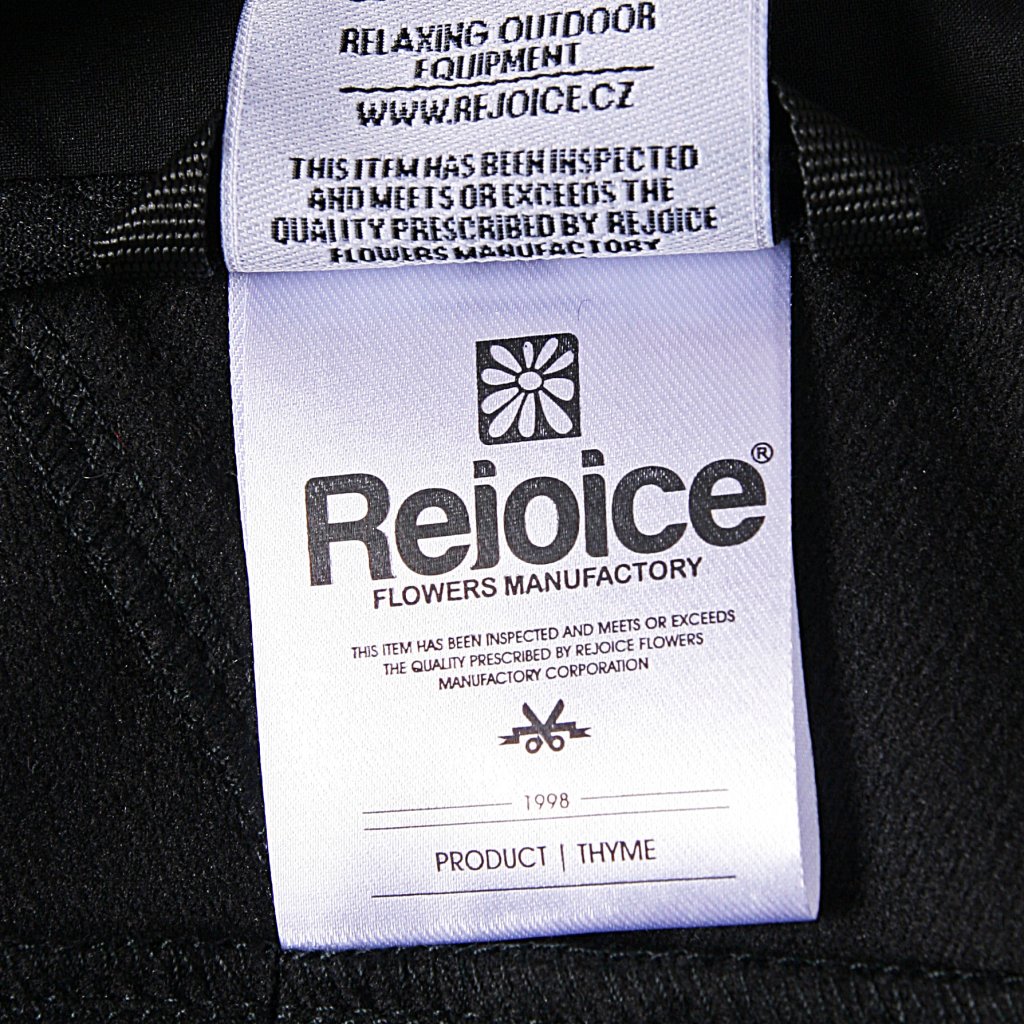 RELAXING OUTDOOR
EQUIPMENT
WWW.REJOICE.CZ
THIS ITEM HAS BEEN INSPECTED
AND MEETS OR EXCEEDS THE
QUALITY PRESCRIBED BY REJOICE
FLOWERS MANUFACTORY
Rejoice®
FLOWERS MANUFACTORY
THIS ITEM HAS BEEN INSPECTED AND MEETS OR EXCEEDS
THE QUALITY PRESCRIBED BY REJOICE FLOWERS
MANUFACTORY CORPORATION
1998
PRODUCT | THYME